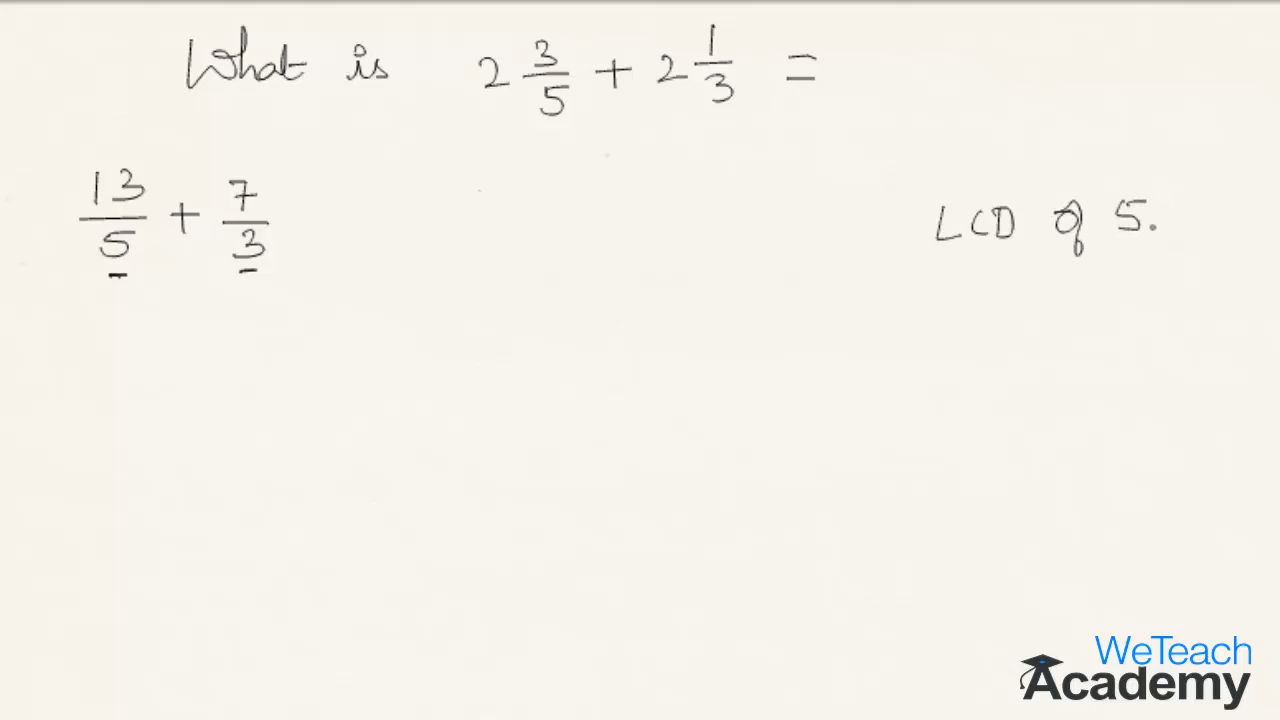 What is 2 3/5 + 2 1/3 =
13/5 + 7/3
LCD of 5.
WeTeach
Academy